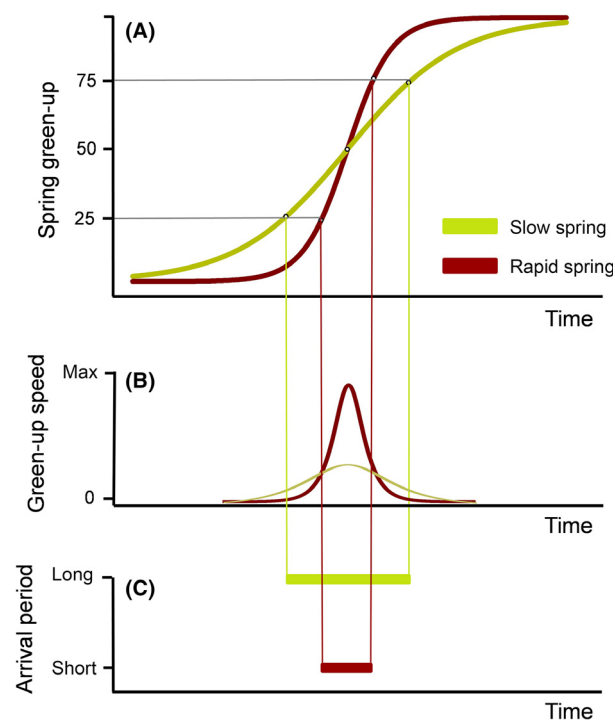 (A)
Spring green-up
75
50
25
Slow spring
Rapid spring
Time
(B)
Green-up speed
Max
0
Time
(C)
Arrival period
Long
Short
Time